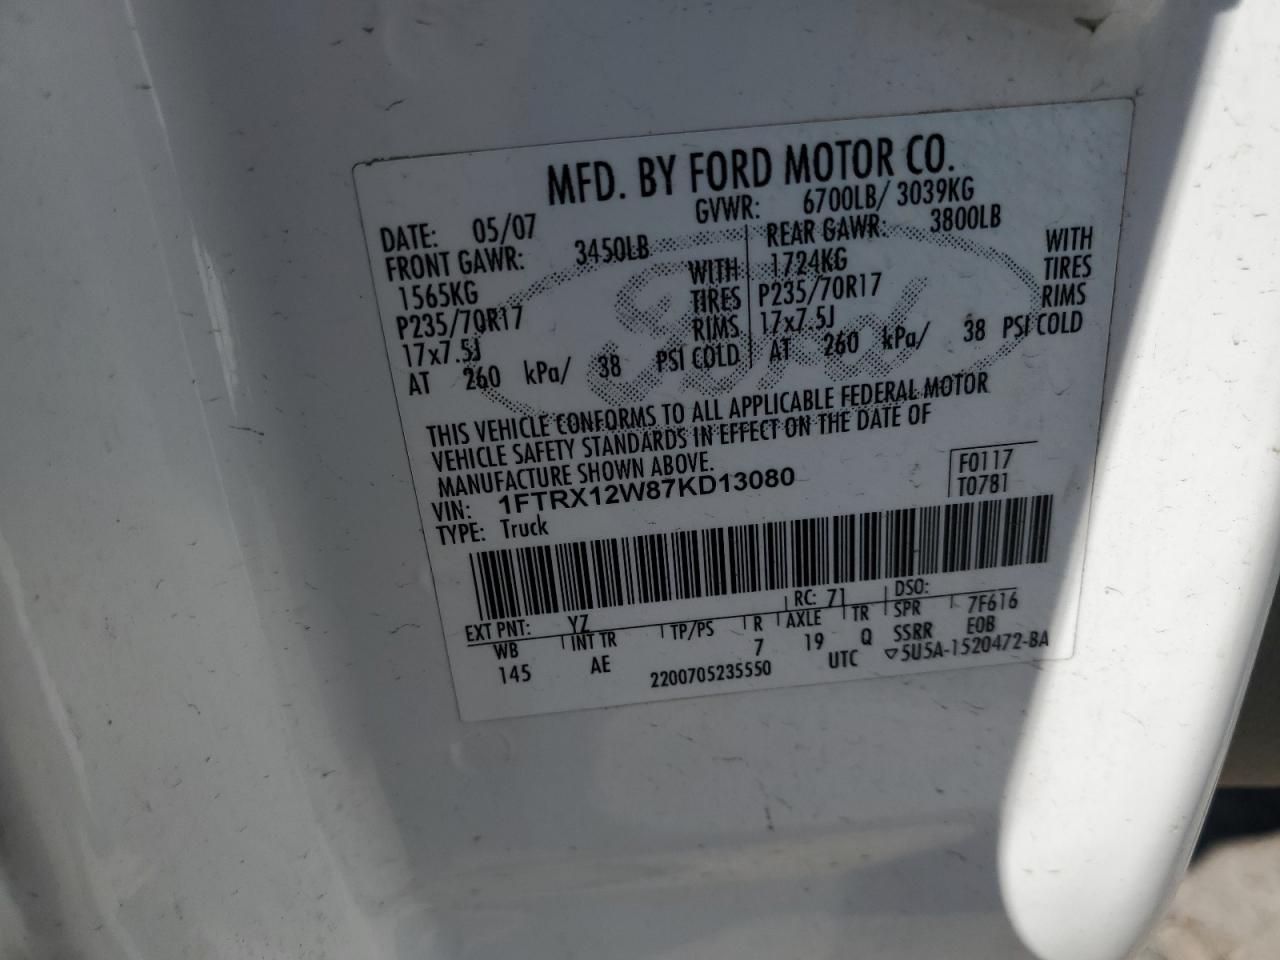 MFD. BY FORD MOTOR CO.
DATE: 05/07 GVWR: 6700LB/ 3039KG
FRONT GAWR: 3450LB REAR GAWR: 3800LB
1565KG WITH 1724KG WITH
P235/70R17 TIRES P235/70R17 TIRES
17x7.5J RIMS 17x7.5J RIMS
AT 260 kPa/ 38 PSI COLD AT 260 kPa/ 38 PSI COLD
Ford
THIS VEHICLE CONFORMS TO ALL APPLICABLE FEDERAL MOTOR
VEHICLE SAFETY STANDARDS IN EFFECT ON THE DATE OF
MANUFACTURE SHOWN ABOVE.
VIN: 1FTRX12W87KD13080 F0117
TYPE: Truck T0781
EXT PNT: YZ RC: 71 DSO:
WB INT TR TP/PS R AXLE TR SPR 7F616
145 AE 7 19 Q SSRR E0B
2200705235550 UTC ▽5U5A-1520472-BA